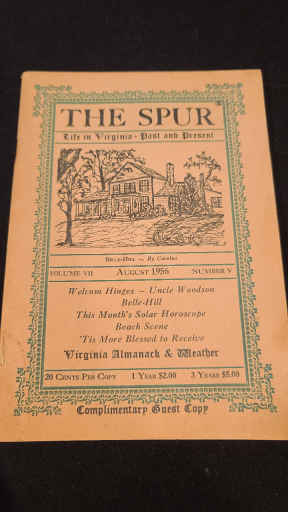 THE SPUR
Life in Virginia - Past and Present
Belle-Hill — By Carolus
VOLUME VII AUGUST 1956 NUMBER V
Welcum Hinges — Uncle Woodson
Belle-Hill
This Month's Solar Horoscope
Beach Scene
'Tis More Blessed to Receive
Virginia Almanack & Weather
20 CENTS PER COPY 1 YEAR $2.00 3 YEARS $5.00
Complimentary Guest Copy